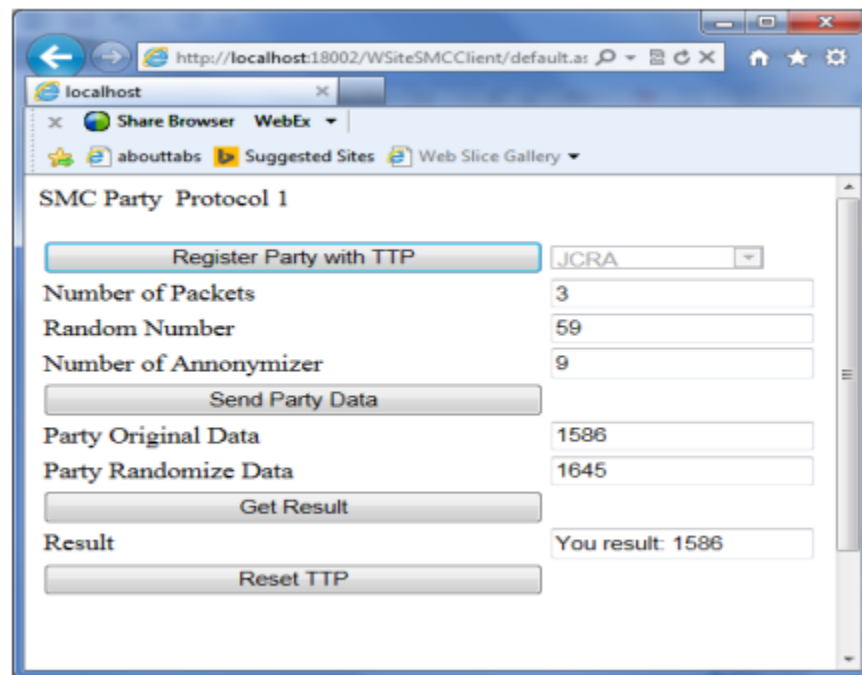 http://localhost:18002/WSiteSMCClient/default.a:
localhost
Share Browser WebEx
abouttabs Suggested Sites Web Slice Gallery
SMC Party Protocol 1
Register Party with TTP JCRA
Number of Packets 3
Random Number 59
Number of Annonymizer 9
Send Party Data
Party Original Data 1586
Party Randomize Data 1645
Get Result
Result You result: 1586
Reset TTP